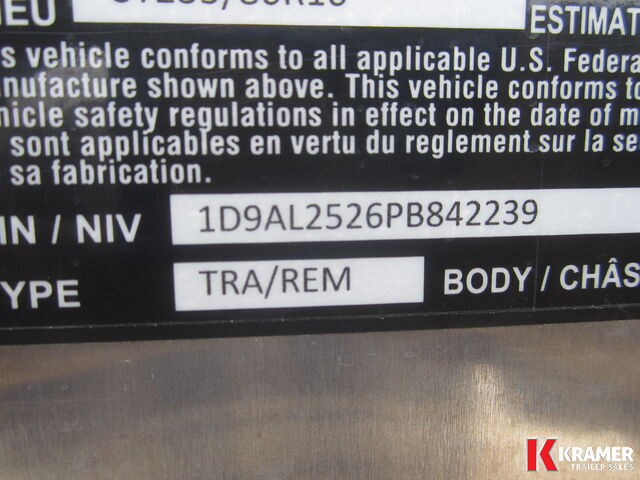 IEU ESTIMAT
is vehicle conforms to all applicable U.S. Federa
nufacture shown above. This vehicle conforms to
hicle safety regulations in effect on the date of m
sont applicables en vertu du reglement sur la se
sa fabrication.
IN / NIV 1D9AL2526PB842239
YPE TRA/REM BODY / CHÂS
KRAMER
TRAILER SALES